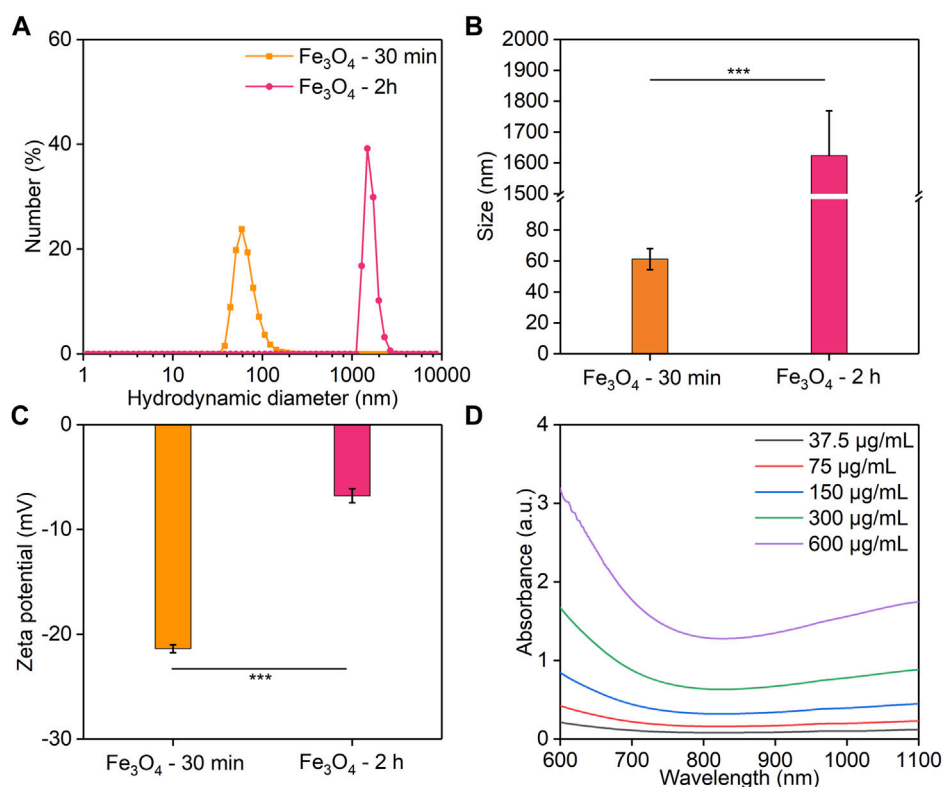 A
60
40
20
0
Number (%)
Fe₃O₄ - 30 min
Fe₃O₄ - 2h
1 10 100 1000 10000
Hydrodynamic diameter (nm)
B
2000
1900
1800
1700
1600
1500
80
60
40
20
0
Size (nm)
***
Fe₃O₄ - 30 min Fe₃O₄ - 2 h
C
0
-10
-20
-30
Zeta potential (mV)
***
Fe₃O₄ - 30 min Fe₃O₄ - 2 h
D
4
3
2
1
0
Absorbance (a.u.)
37.5 µg/mL
75 µg/mL
150 µg/mL
300 µg/mL
600 µg/mL
600 700 800 900 1000 1100
Wavelength (nm)